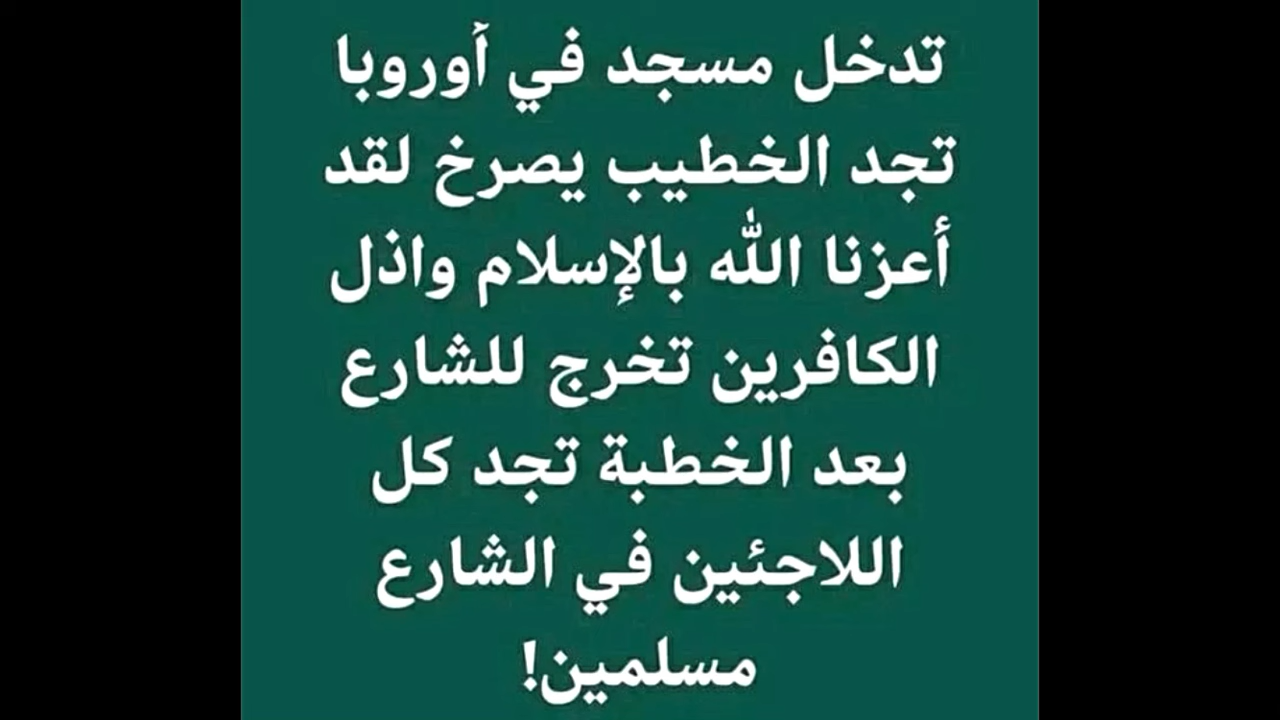 تدخل مسجد في أوروبا
تجد الخطيب يصرخ لقد
أعزنا الله بالإسلام واذل
الكافرين تخرج للشارع
بعد الخطبة تجد كل
اللاجئين في الشارع
مسلمين!